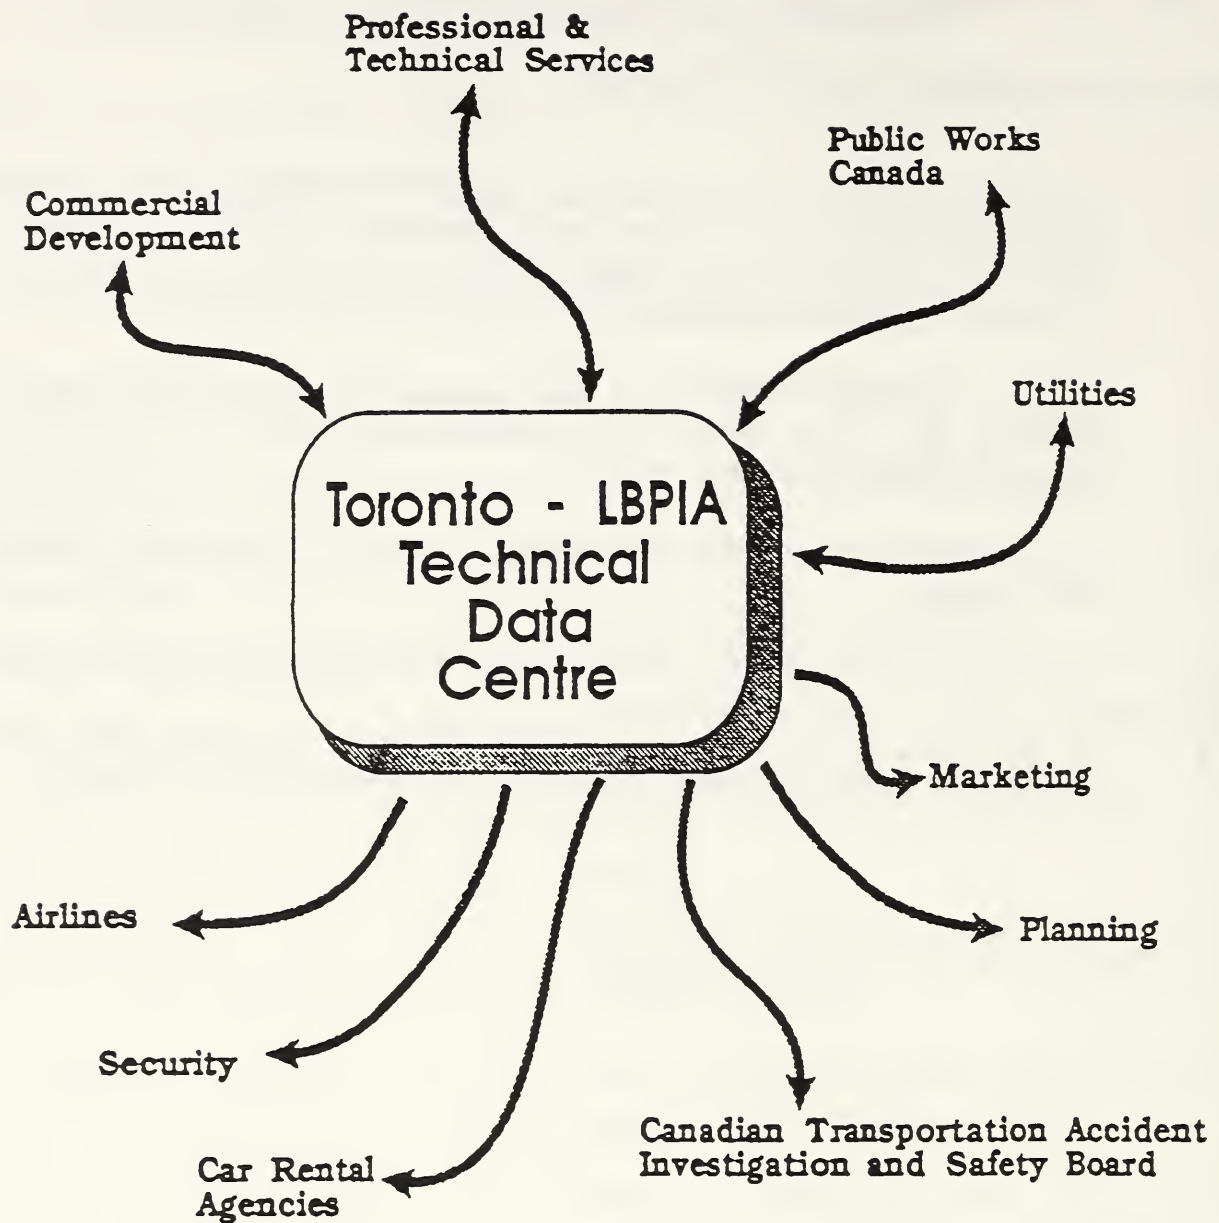 Professional &
Technical Services
Public Works
Canada
Commercial
Development
Utilities
Toronto - LBPIA
Technical
Data
Centre
Marketing
Airlines
Planning
Security
Canadian Transportation Accident
Investigation and Safety Board
Car Rental
Agencies